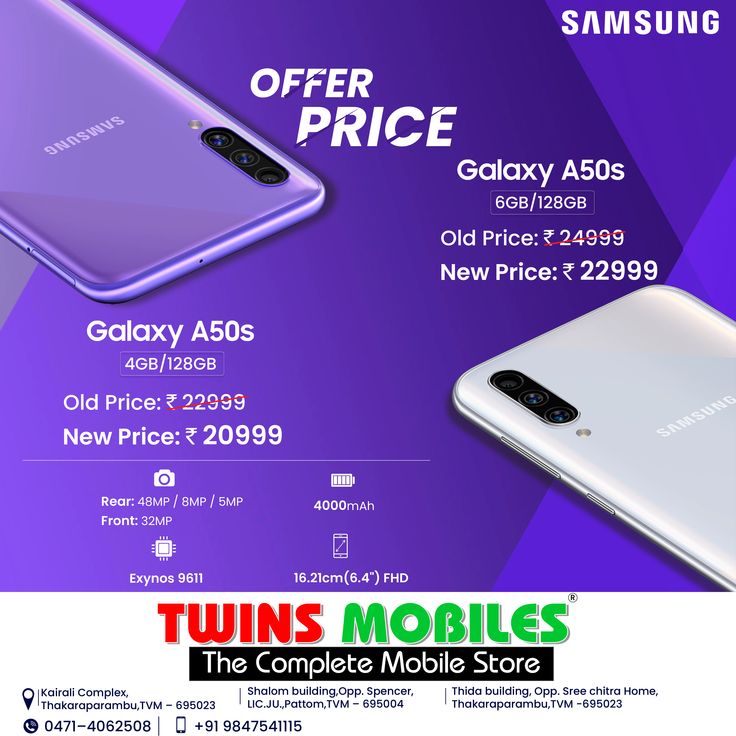 SAMSUNG
OFFER
PRICE
SAMSUNG
Galaxy A50s
6GB/128GB
Old Price: ₹ 24999
New Price: ₹ 22999
Galaxy A50s
4GB/128GB
Old Price: ₹ 22999
New Price: ₹ 20999
SAMSUNG
Rear: 48MP / 8MP / 5MP
Front: 32MP
4000mAh
Exynos 9611
16.21cm(6.4") FHD
TWINS MOBILES®
The Complete Mobile Store
Kairali Complex,
Thakaraparambu,TVM – 695023
Shalom building,Opp. Spencer,
LIC.JU.,Pattom,TVM – 695004
Thida building, Opp. Sree chitra Home,
Thakaraparambu,TVM -695023
0471–4062508 | +91 9847541115